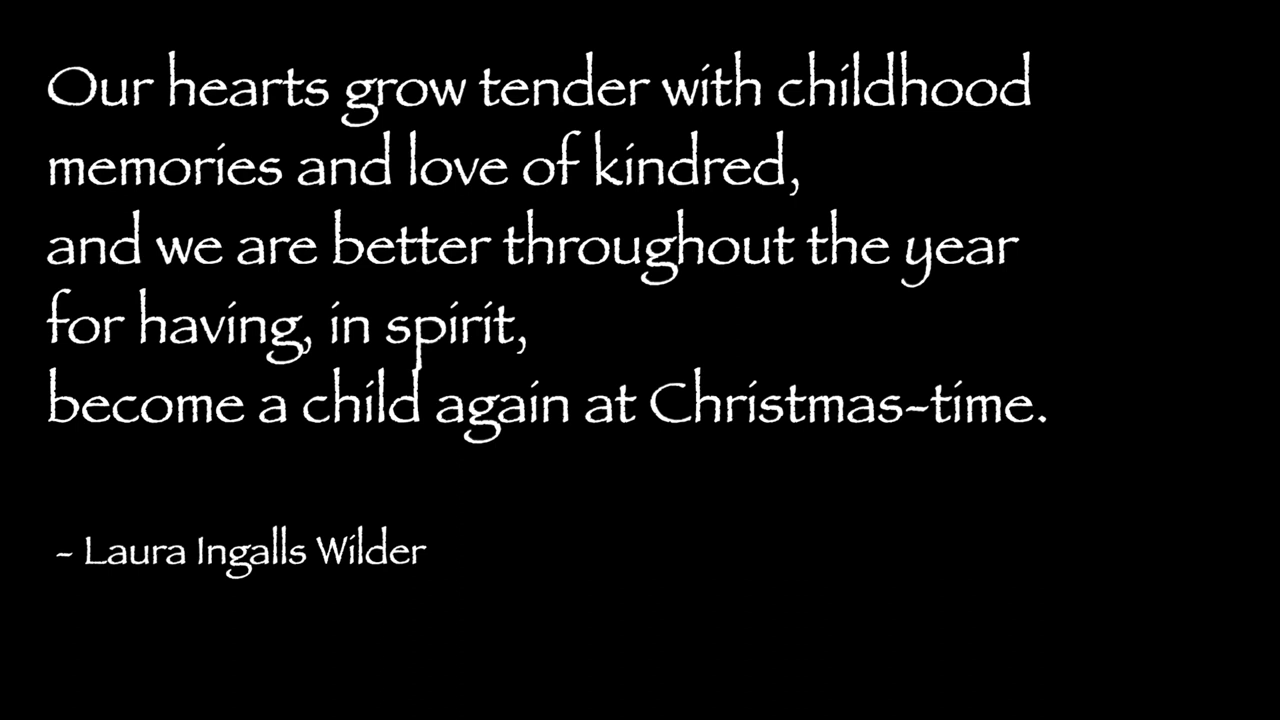 Our hearts grow tender with childhood
memories and love of kindred,
and we are better throughout the year
for having, in spirit,
become a child again at Christmas-time.
- Laura Ingalls Wilder